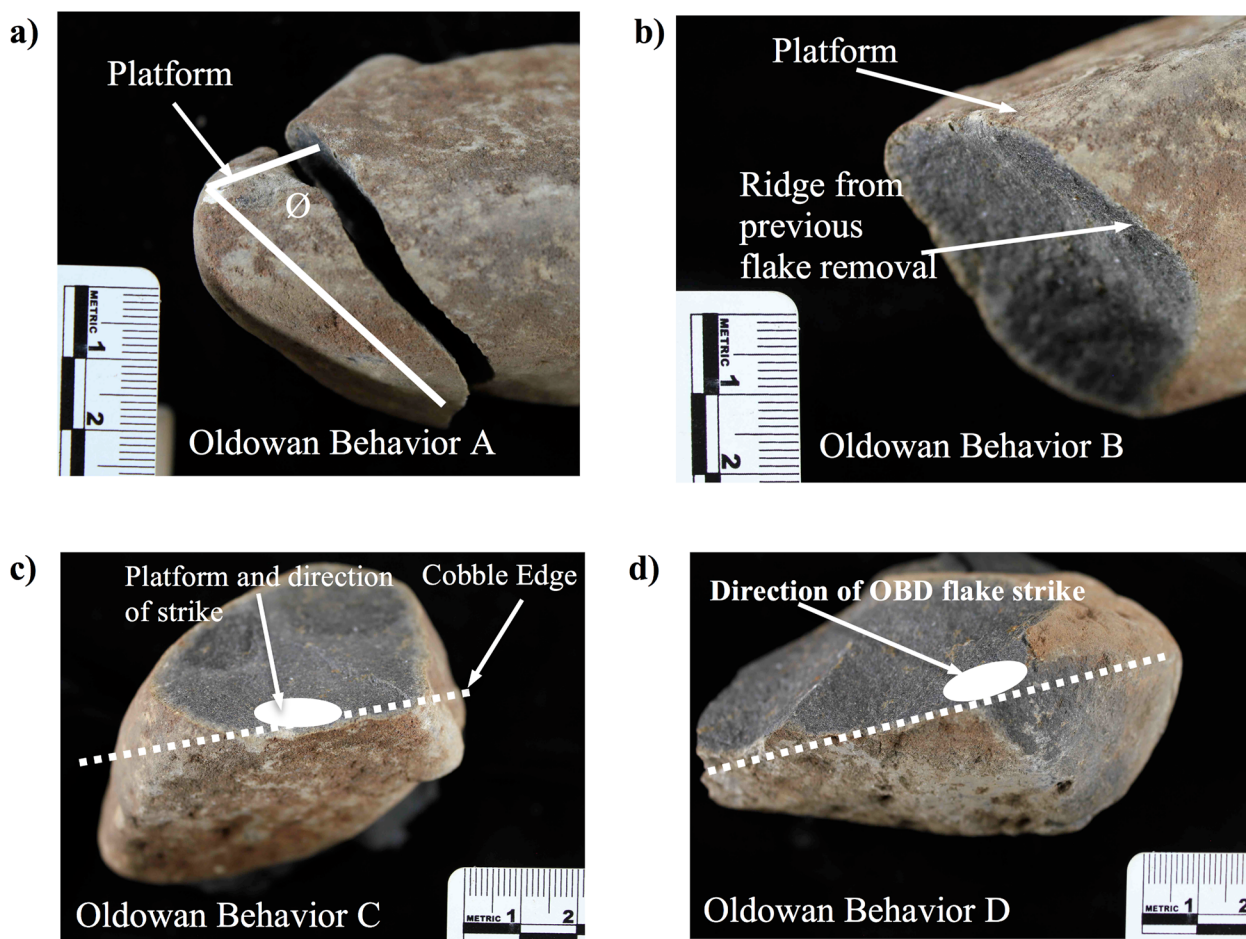 a)
Platform
Ø
METRIC 1
2
Oldowan Behavior A
b)
Platform
Ridge from
previous
flake removal
METRIC 1
2
Oldowan Behavior B
c)
Platform and direction
of strike
Cobble Edge
METRIC 1 2
Oldowan Behavior C
d)
Direction of OBD flake strike
METRIC 1 2
Oldowan Behavior D